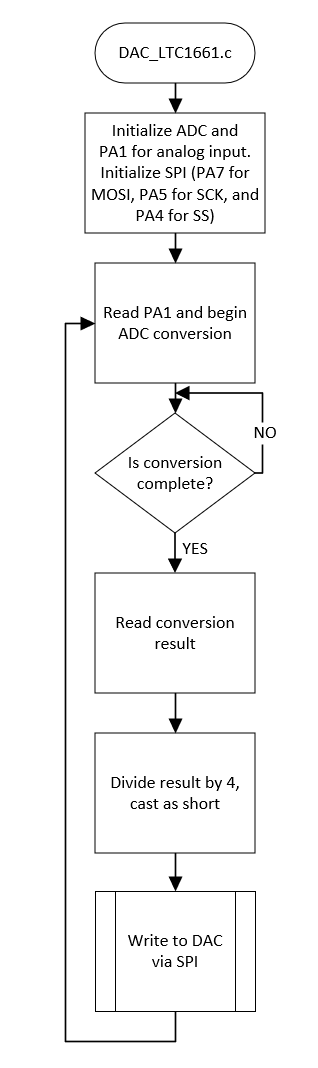 DAC_LTC1661.c
Initialize ADC and
PA1 for analog input.
Initialize SPI (PA7 for
MOSI, PA5 for SCK, and
PA4 for SS)
Read PA1 and begin
ADC conversion
NO
Is conversion
complete?
YES
Read conversion
result
Divide result by 4,
cast as short
Write to DAC
via SPI